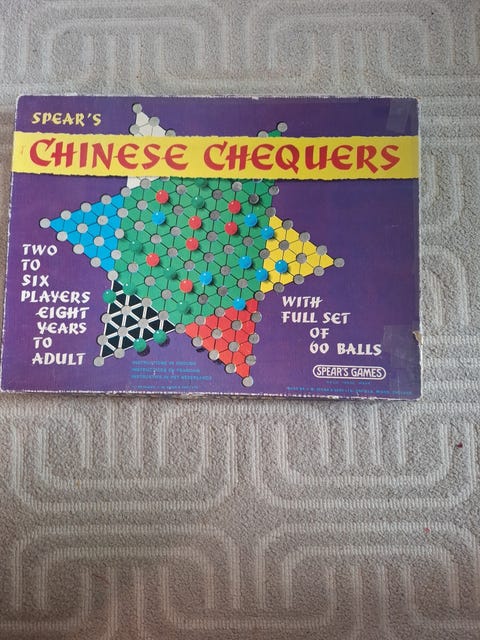 SPEAR'S
CHINESE CHEQUERS
TWO
TO
SIX
PLAYERS
EIGHT
YEARS
TO
ADULT
WITH
FULL SET
OF
60 BALLS
SPEAR'S GAMES